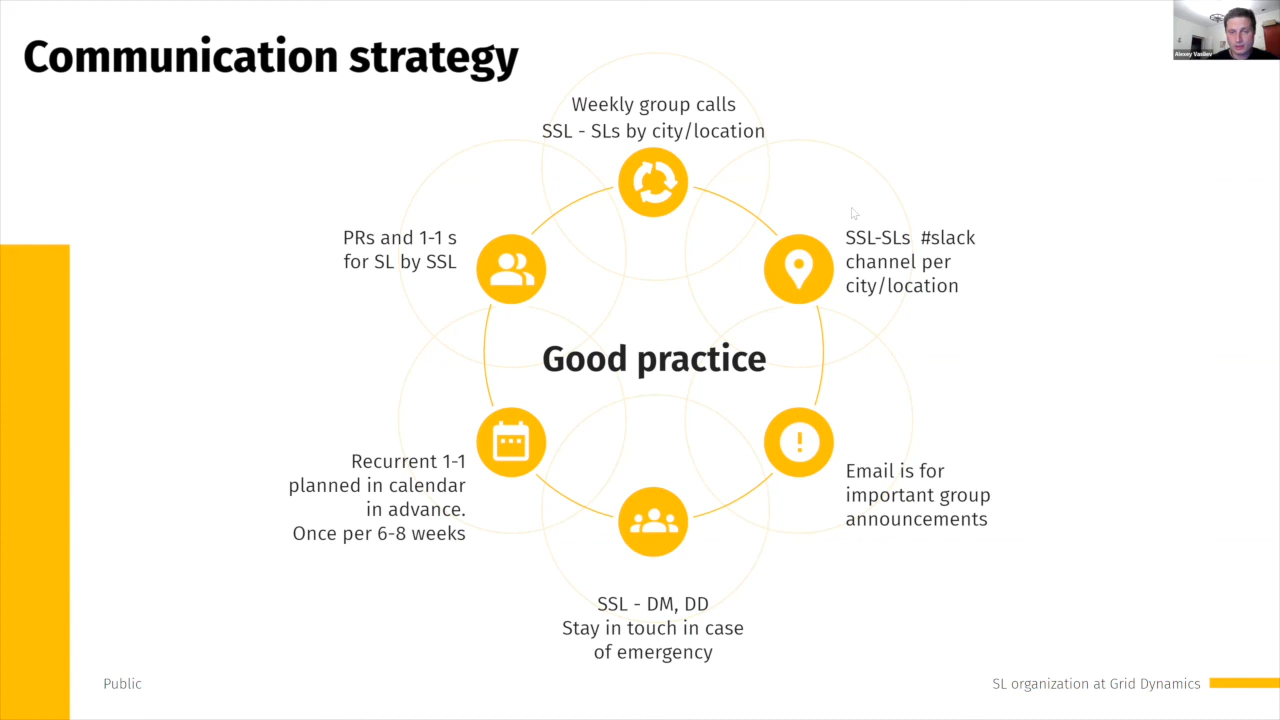 Communication strategy
Alexey Vasilev
Weekly group calls
SSL - SLs by city/location
PRs and 1-1 s
for SL by SSL
SSL-SLs #slack
channel per
city/location
Good practice
Recurrent 1-1
planned in calendar
in advance.
Once per 6-8 weeks
Email is for
important group
announcements
SSL - DM, DD
Stay in touch in case
of emergency
Public
SL organization at Grid Dynamics